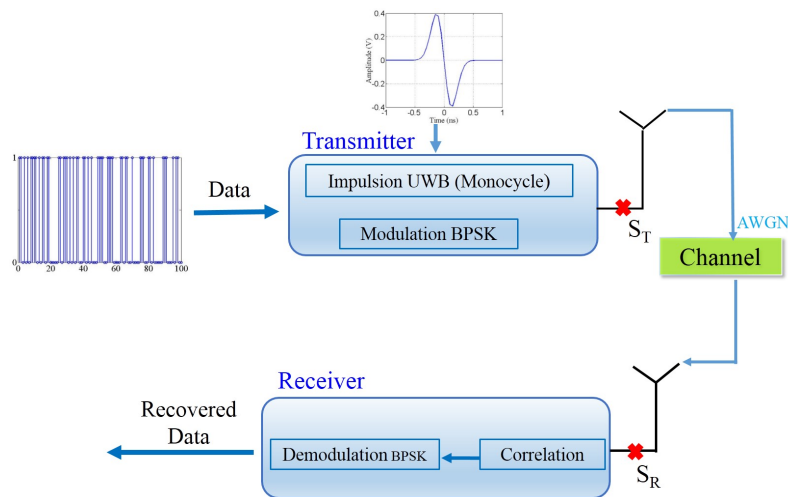 0.4
0.2
0
-0.2
-0.4
Amplitude (V)
-1 -0.5 0 0.5 1
Time (ns)
Transmitter
Impulsion UWB (Monocycle)
Modulation BPSK
1
0
0 20 40 60 80 100
Data
S_T
AWGN
Channel
Receiver
Recovered
Data
Demodulation BPSK
Correlation
S_R